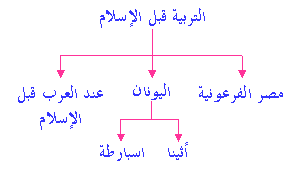 التربية قبل الإسلام
مصر الفرعونية
اليونان
عند العرب قبل
الإسلام
أثينا
اسبارطة